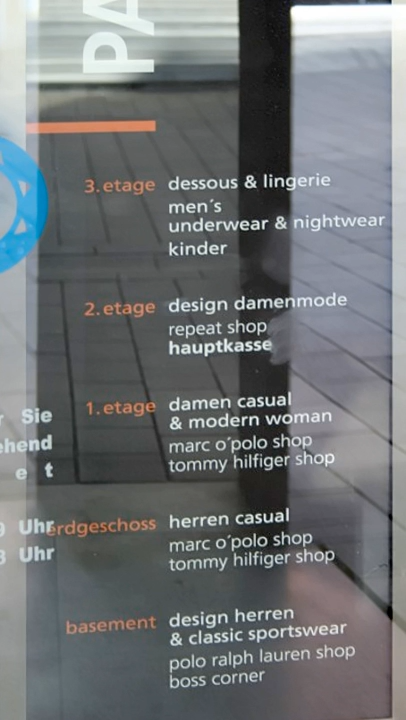 PA
3. etage dessous & lingerie
men´s
underwear & nightwear
kinder
2. etage design damenmode
repeat shop
hauptkasse
1. etage damen casual
& modern woman
marc o´polo shop
tommy hilfiger shop
erdgeschoss herren casual
marc o´polo shop
tommy hilfiger shop
basement design herren
& classic sportswear
polo ralph lauren shop
boss corner
Sie
ehend
e t
Uhr
Uhr